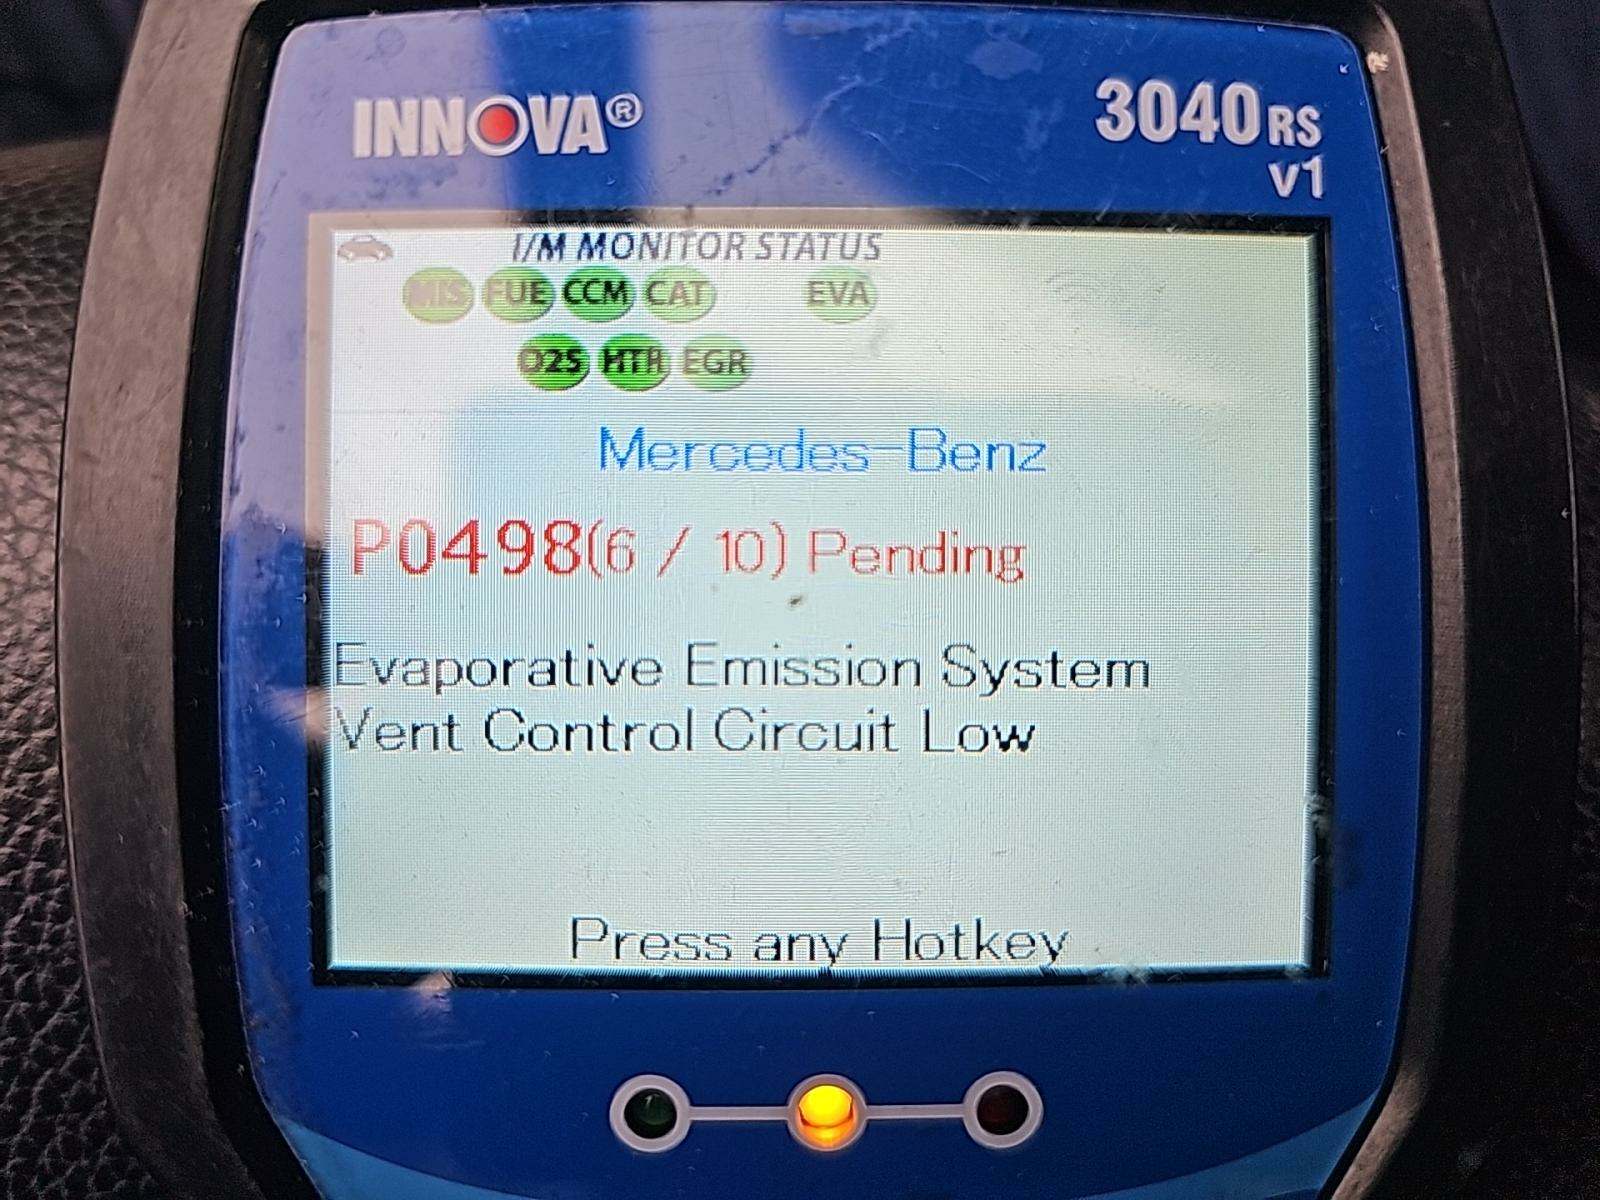 INNOVA®
3040RS
v1
I/M MONITOR STATUS
MIS FUE CCM CAT EVA
O2S HTR EGR
Mercedes-Benz
P0498(6 / 10) Pending
Evaporative Emission System
Vent Control Circuit Low
Press any Hotkey